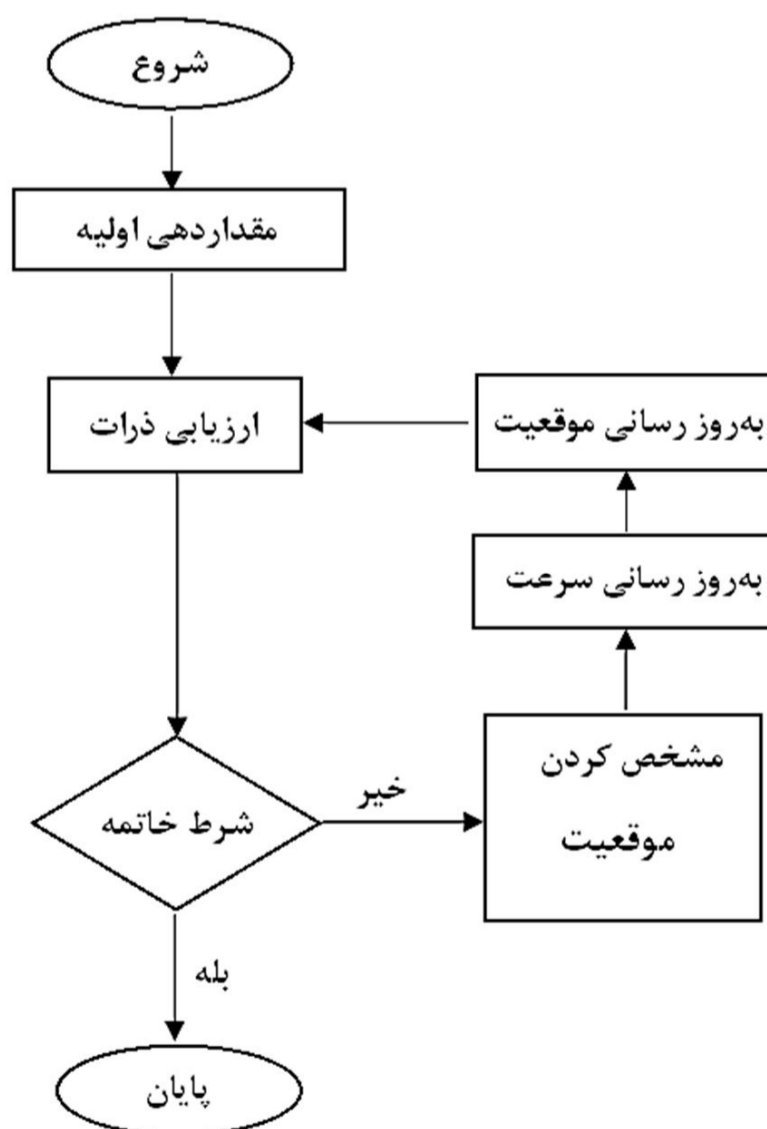 شروع
مقداردهی اولیه
ارزیابی ذرات
به‌روز رسانی موقعیت
به‌روز رسانی سرعت
مشخص کردن
موقعیت
خیر
شرط خاتمه
بله
پایان